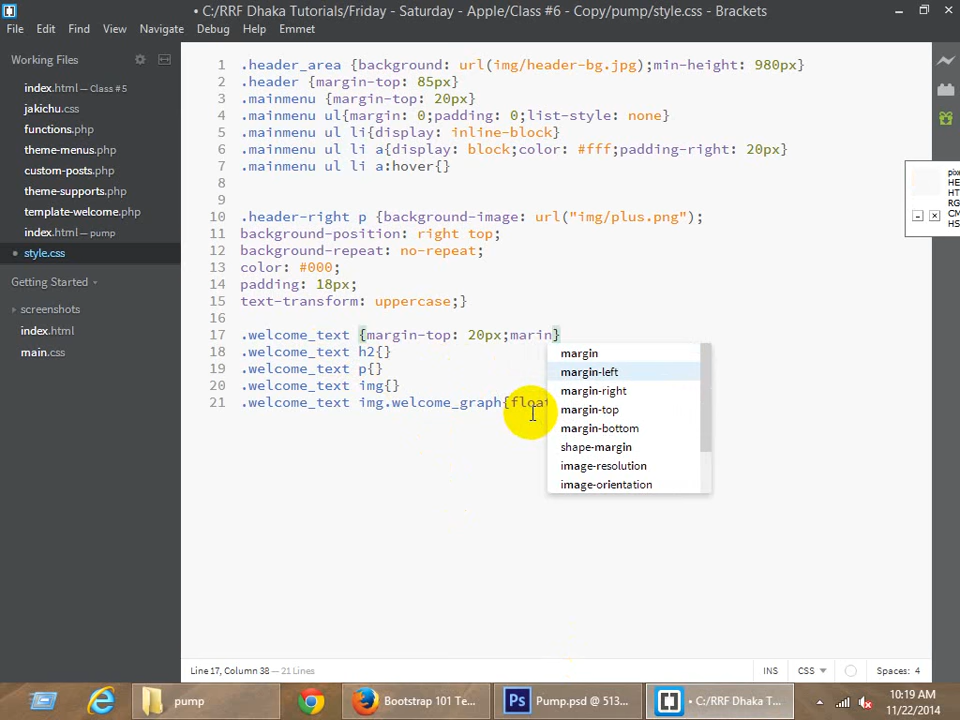 • C:/RRF Dhaka Tutorials/Friday - Saturday - Apple/Class #6 - Copy/pump/style.css - Brackets
File Edit Find View Navigate Debug Help Emmet
Working Files
index.html — Class #5
jakichu.css
functions.php
theme-menus.php
custom-posts.php
theme-supports.php
template-welcome.php
index.html — pump
style.css
Getting Started
screenshots
index.html
main.css
1 .header_area {background: url(img/header-bg.jpg);min-height: 980px}
2 .header {margin-top: 85px}
3 .mainmenu {margin-top: 20px}
4 .mainmenu ul{margin: 0;padding: 0;list-style: none}
5 .mainmenu ul li{display: inline-block}
6 .mainmenu ul li a{display: block;color: #fff;padding-right: 20px}
7 .mainmenu ul li a:hover{}
8
9
10 .header-right p {background-image: url("img/plus.png");
11 background-position: right top;
12 background-repeat: no-repeat;
13 color: #000;
14 padding: 18px;
15 text-transform: uppercase;}
16
17 .welcome_text {margin-top: 20px;marin}
18 .welcome_text h2{}
19 .welcome_text p{}
20 .welcome_text img{}
21 .welcome_text img.welcome_graph{float
margin
margin-left
margin-right
margin-top
margin-bottom
shape-margin
image-resolution
image-orientation
pix
HE
HT
RG
CM
HS
Line 17, Column 38 — 21 Lines
INS CSS Spaces: 4
pump
Bootstrap 101 Te...
Ps Pump.psd @ 513...
• C:/RRF Dhaka T...
10:19 AM
11/22/2014